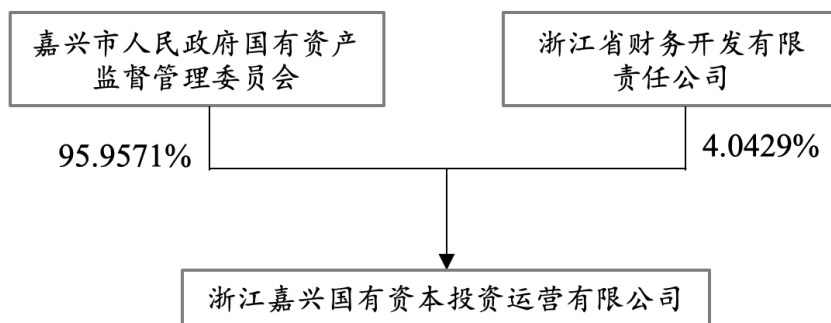 嘉兴市人民政府国有资产
监督管理委员会
浙江省财务开发有限
责任公司
95.9571%
4.0429%
浙江嘉兴国有资本投资运营有限公司